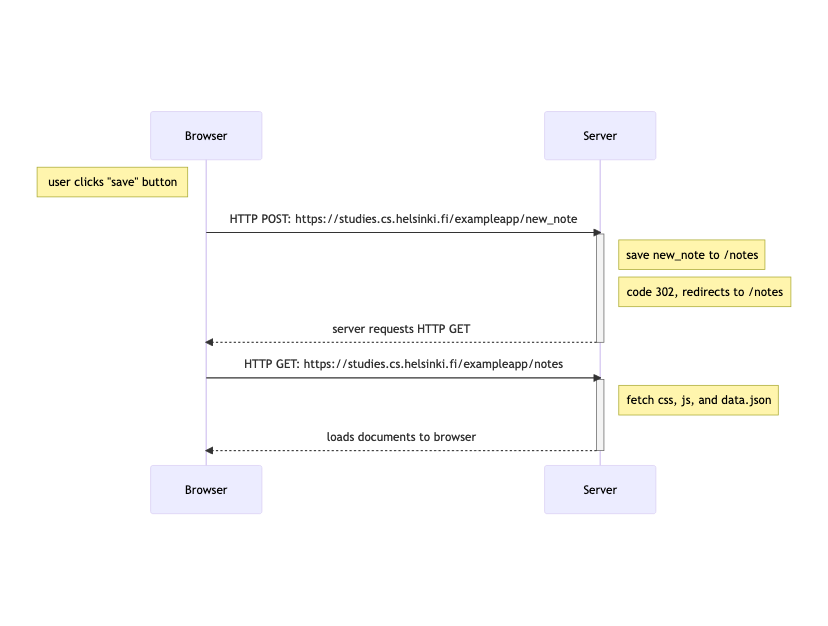 Browser
Server
user clicks "save" button
HTTP POST: https://studies.cs.helsinki.fi/exampleapp/new_note
save new_note to /notes
code 302, redirects to /notes
server requests HTTP GET
HTTP GET: https://studies.cs.helsinki.fi/exampleapp/notes
fetch css, js, and data.json
loads documents to browser
Browser
Server